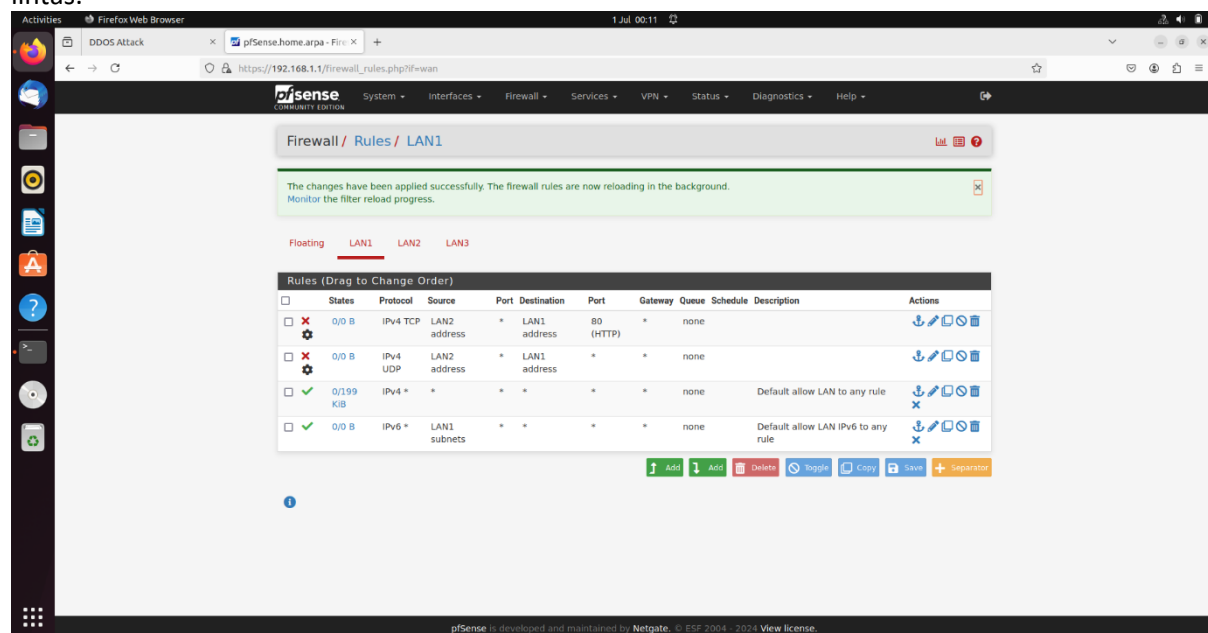 lintas.
Activities Firefox Web Browser 1 Jul 00:11
DDOS Attack × pfSense.home.arpa - Fire × +
https://192.168.1.1/firewall_rules.php?if=wan
pfsense COMMUNITY EDITION System Interfaces Firewall Services VPN Status Diagnostics Help
Firewall / Rules / LAN1
The changes have been applied successfully. The firewall rules are now reloading in the background.
Monitor the filter reload progress.
Floating LAN1 LAN2 LAN3
Rules (Drag to Change Order)
States Protocol Source Port Destination Port Gateway Queue Schedule Description Actions
0/0 B IPv4 TCP LAN2 address * LAN1 address 80 (HTTP) * none
0/0 B IPv4 UDP LAN2 address * LAN1 address * * none
0/199 KiB IPv4 * * * * * * none Default allow LAN to any rule
0/0 B IPv6 * LAN1 subnets * * * * none Default allow LAN IPv6 to any rule
Add Add Delete Toggle Copy Save Separator
pfSense is developed and maintained by Netgate. © ESF 2004 - 2024 View license.